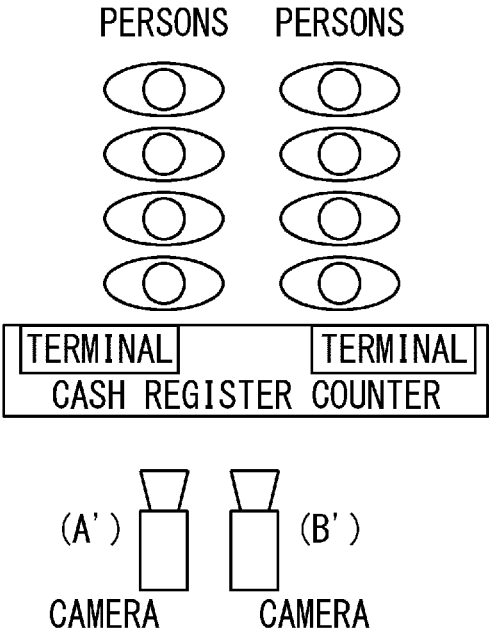 PERSONS PERSONS
TERMINAL TERMINAL
CASH REGISTER COUNTER
(A') (B')
CAMERA CAMERA